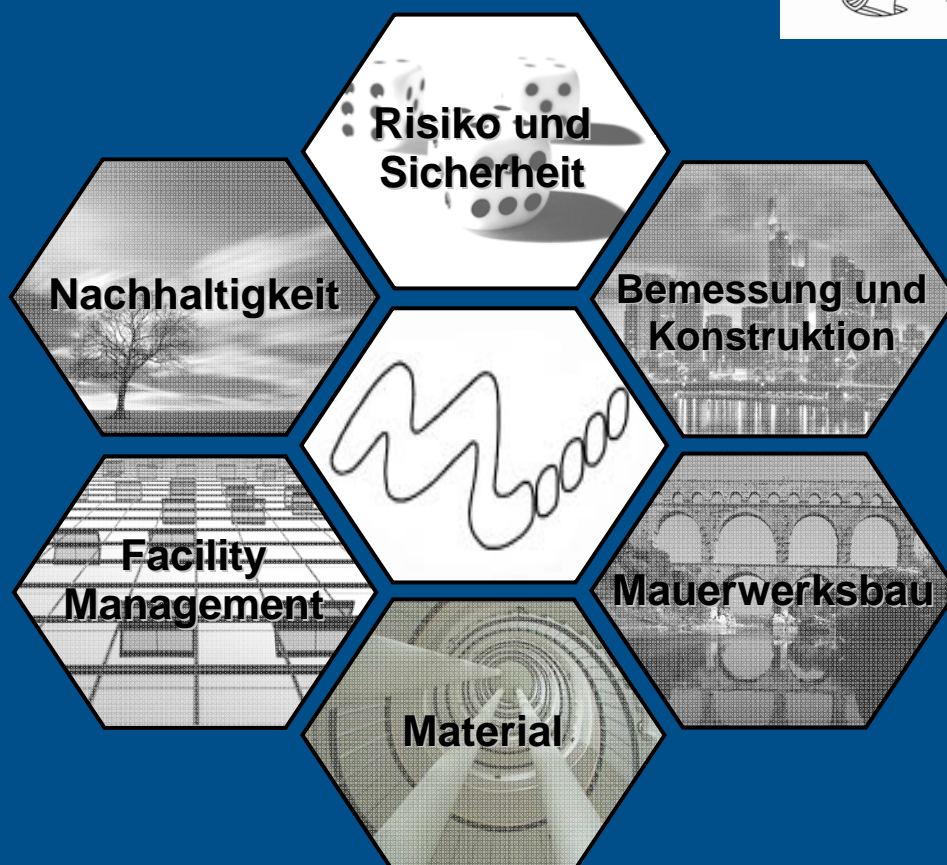 Risiko und
Sicherheit
Nachhaltigkeit
Bemessung und
Konstruktion
Facility
Management
Mauerwerksbau
Material